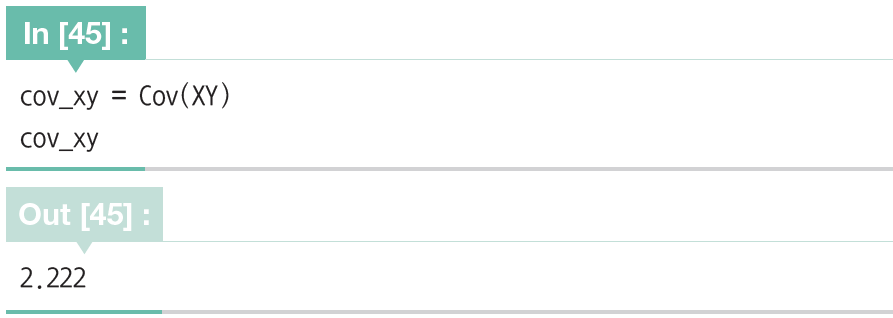 In [45] :
cov_xy = Cov(XY)
cov_xy
Out [45] :
2.222